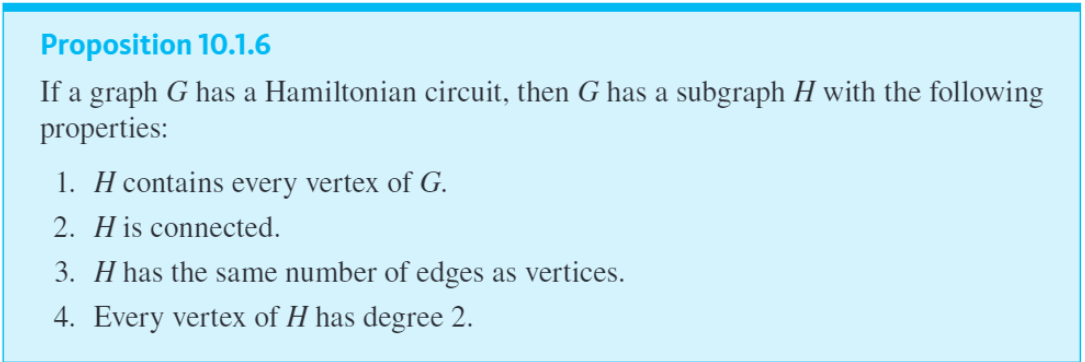 Proposition 10.1.6
If a graph G has a Hamiltonian circuit, then G has a subgraph H with the following
properties:
1. H contains every vertex of G.
2. H is connected.
3. H has the same number of edges as vertices.
4. Every vertex of H has degree 2.